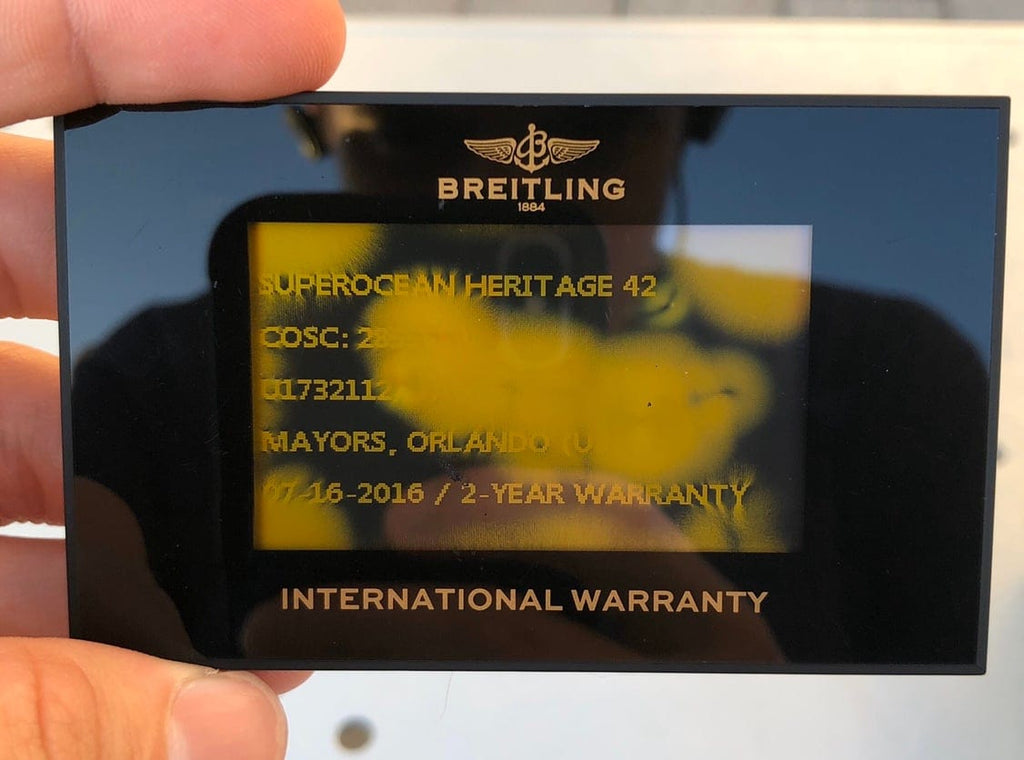 BREITLING
1884
SUPEROCEAN HERITAGE 42
COSC:
MAYORS, ORLANDO
07-16-2016 / 2-YEAR WARRANTY
INTERNATIONAL WARRANTY